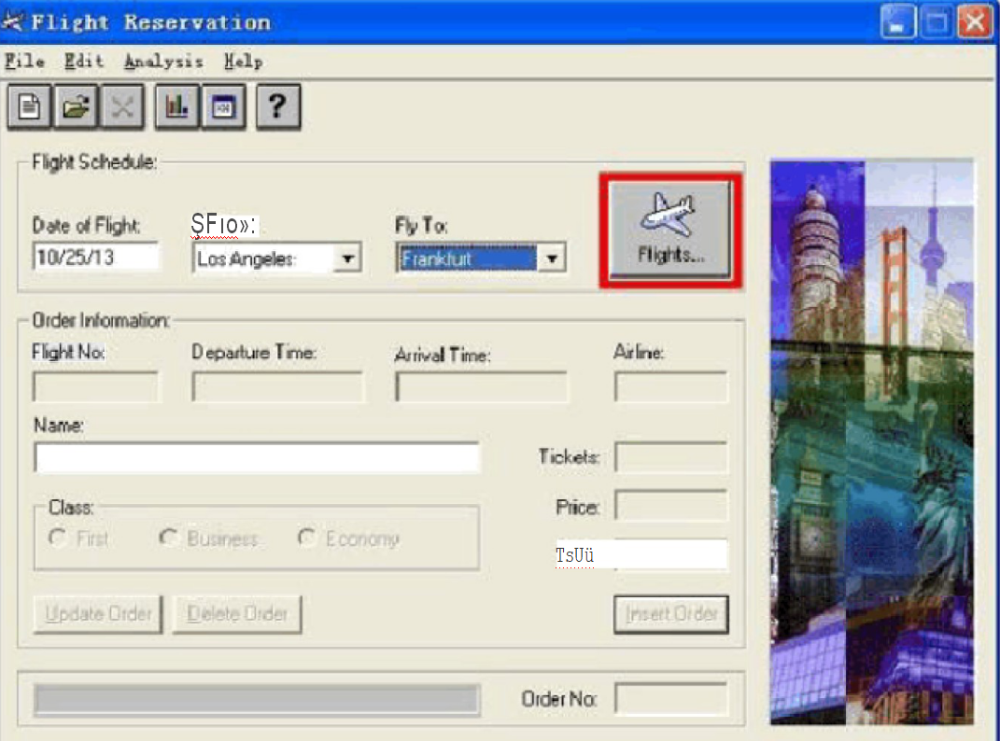 Flight Reservation
File Edit Analysis Help
Flight Schedule:
Date of Flight: ŞFıo»: Fly To:
10/25/13 Los Angeles Frankfurt Flights...
Order Information:
Flight No: Departure Time: Arrival Time: Airline:
Name:
Tickets:
Class: Price:
First Business Economy
TsUü
Update Order Delete Order Insert Order
Order No: